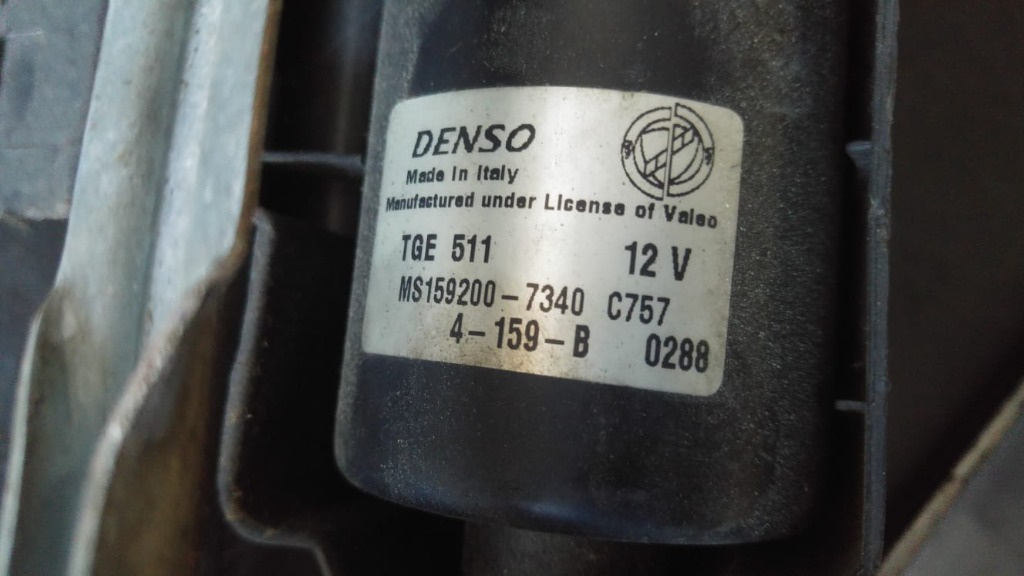 DENSO
Made in Italy
Manufactured under License of Valeo
TGE 511 12 V
MS159200-7340 C757
4-159-B 0288